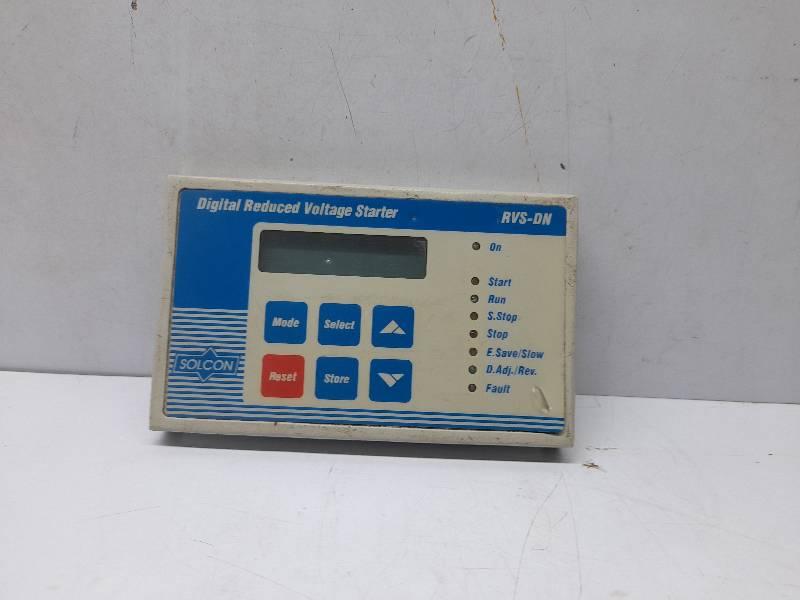 Digital Reduced Voltage Starter
RVS-DN
On
Start
Run
S.Stop
Stop
E.Save/Slow
D.Adj./Rev.
Fault
Mode
Select
Reset
Store
SOLCON